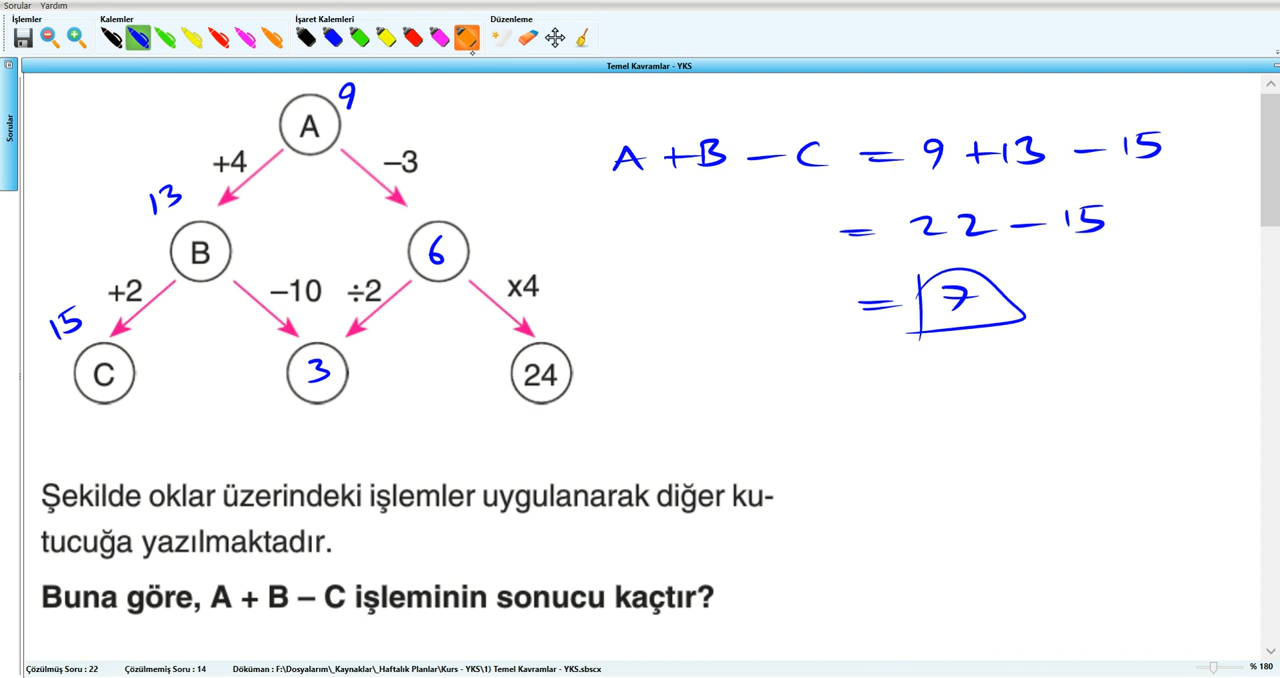 Sorular Yardım
İşlemler Kalemler İşaret Kalemleri Düzenleme
Temel Kavramlar - YKS
Sorular
A 9
+4 –3
13
B 6
+2 –10 ÷2 x4
15
C 3 24
A + B - C = 9 + 13 - 15
= 22 - 15
= 7
Şekilde oklar üzerindeki işlemler uygulanarak diğer ku-
tucuğa yazılmaktadır.
Buna göre, A + B – C işleminin sonucu kaçtır?
Çözülmüş Soru : 22 Çözülmemiş Soru : 14 Döküman : F:\Dosyalarım\_Kaynaklar\_Haftalık Planlar\Kurs - YKS\1) Temel Kavramlar - YKS.sbscx % 180